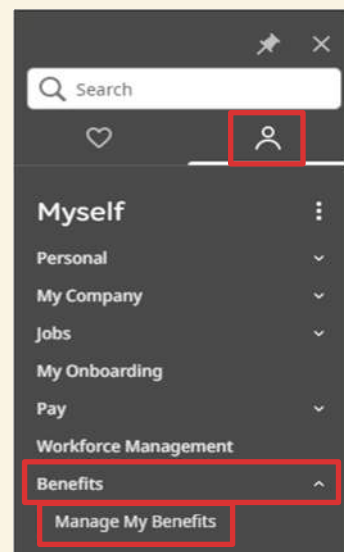 Search
Myself
Personal
My Company
Jobs
My Onboarding
Pay
Workforce Management
Benefits
Manage My Benefits